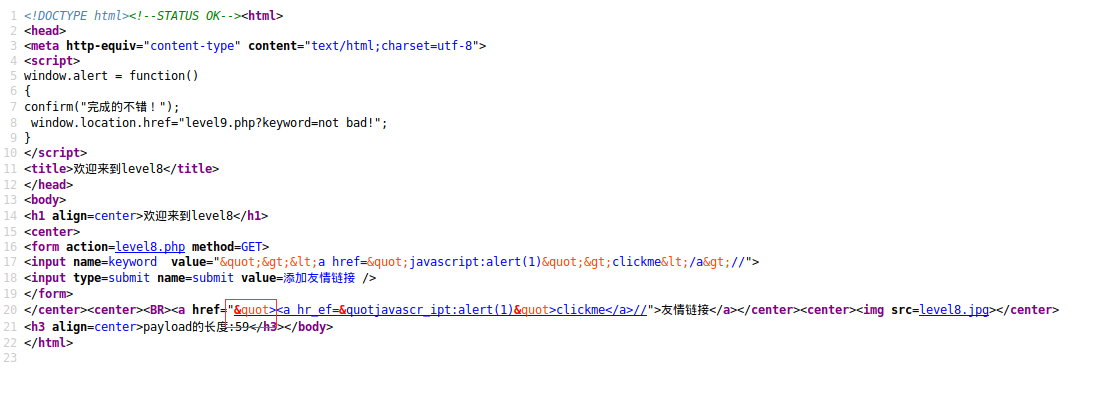 1 <!DOCTYPE html><!--STATUS OK--><html>
2 <head>
3 <meta http-equiv="content-type" content="text/html;charset=utf-8">
4 <script>
5 window.alert = function()
6 {
7 confirm("完成的不错！");
8  window.location.href="level9.php?keyword=not bad!";
9 }
10 </script>
11 <title>欢迎来到level8</title>
12 </head>
13 <body>
14 <h1 align=center>欢迎来到level8</h1>
15 <center>
16 <form action=level8.php method=GET>
17 <input name=keyword  value="&quot;&gt;&lt;a href=&quot;javascript:alert(1)&quot;&gt;clickme&lt;/a&gt;//">
18 <input type=submit name=submit value=添加友情链接 />
19 </form>
20 </center><center><BR><a href="&quot><a hr_ef=&quotjavascr_ipt:alert(1)&quot>clickme</a>//">友情链接</a></center><center><img src=level8.jpg></center>
21 <h3 align=center>payload的长度:59</h3></body>
22 </html>
23